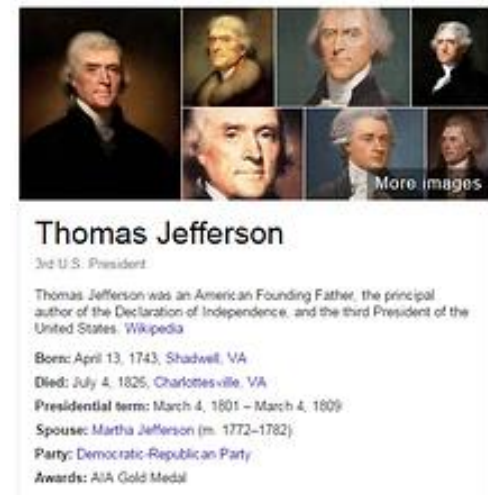 More images
Thomas Jefferson
3rd U.S. President
Thomas Jefferson was an American Founding Father, the principal
author of the Declaration of Independence, and the third President of the
United States. Wikipedia
Born: April 13, 1743, Shadwell, VA
Died: July 4, 1826, Charlottesville, VA
Presidential term: March 4, 1801 – March 4, 1809
Spouse: Martha Jefferson (m. 1772–1782)
Party: Democratic-Republican Party
Awards: AIA Gold Medal